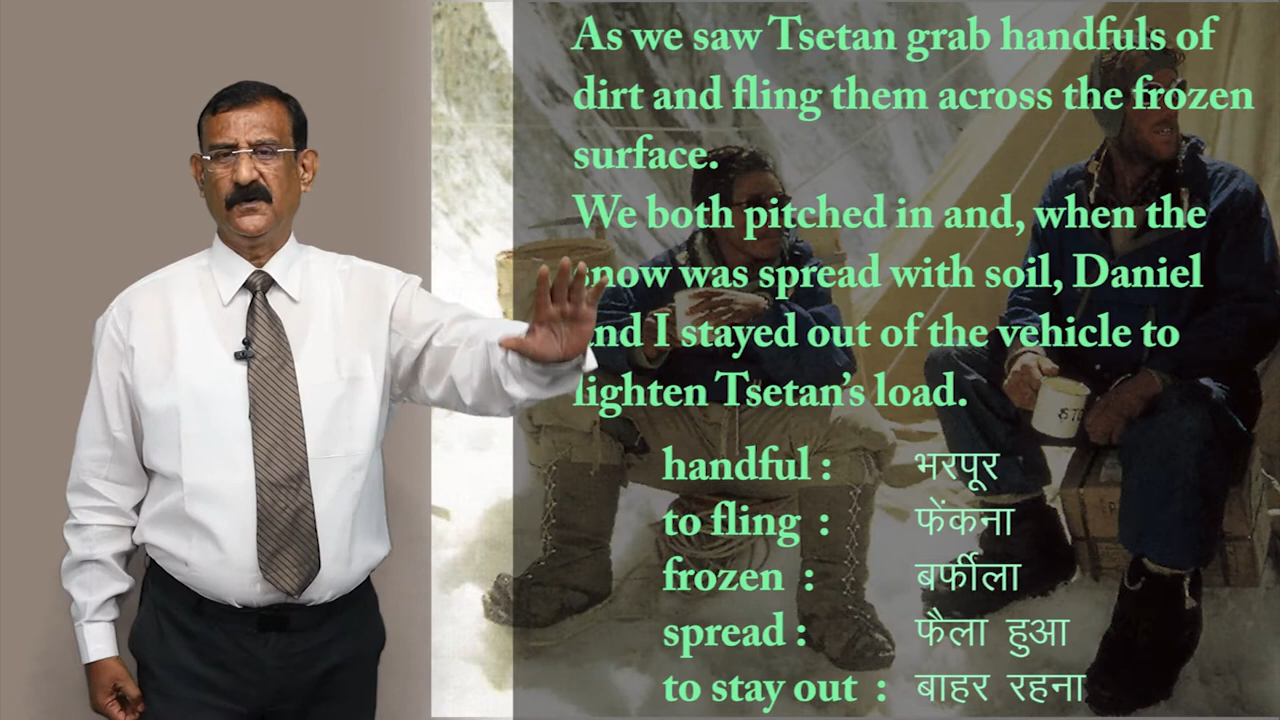 As we saw Tsetan grab handfuls of
dirt and fling them across the frozen
surface.
We both pitched in and, when the
snow was spread with soil, Daniel
and I stayed out of the vehicle to
lighten Tsetan's load.
handful : भरपूर
to fling : फेंकना
frozen : बर्फीला
spread : फैला हुआ
to stay out : बाहर रहना